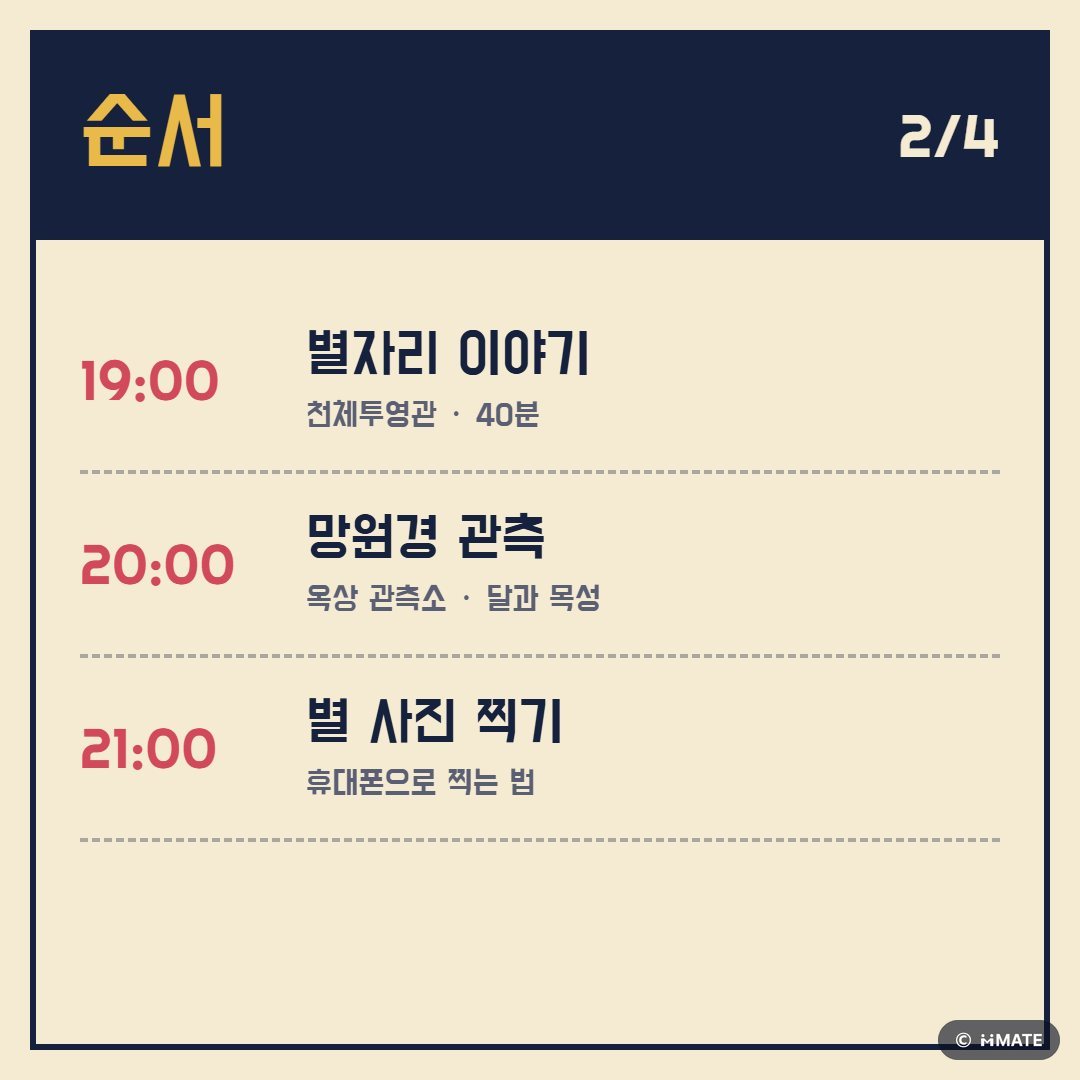 순서
2/4
19:00
별자리 이야기
천체투영관 · 40분
20:00
망원경 관측
옥상 관측소 · 달과 목성
21:00
별 사진 찍기
휴대폰으로 찍는 법
© MMATE